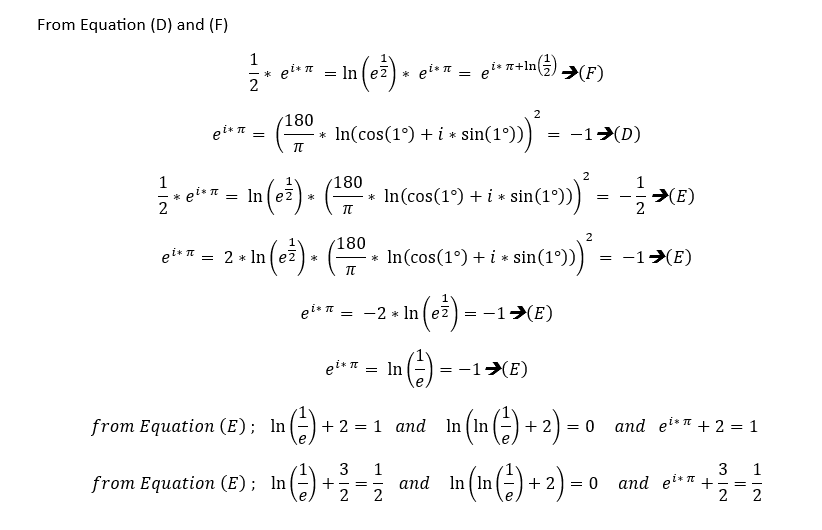 From Equation (D) and (F)
1/2 * e^(i*π) = ln(e^(1/2)) * e^(i*π) = e^(i*π+ln(1/2)) ➔(F)
e^(i*π) = (180/π * ln(cos(1°) + i * sin(1°)))^2 = −1➔(D)
1/2 * e^(i*π) = ln(e^(1/2)) * (180/π * ln(cos(1°) + i * sin(1°)))^2 = −1/2 ➔(E)
e^(i*π) = 2 * ln(e^(1/2)) * (180/π * ln(cos(1°) + i * sin(1°)))^2 = −1➔(E)
e^(i*π) = −2 * ln(e^(1/2)) = −1➔(E)
e^(i*π) = ln(1/e) = −1➔(E)
from Equation (E); ln(1/e) + 2 = 1 and ln(ln(1/e) + 2) = 0 and e^(i*π) + 2 = 1
from Equation (E); ln(1/e) + 3/2 = 1/2 and ln(ln(1/e) + 2) = 0 and e^(i*π) + 3/2 = 1/2